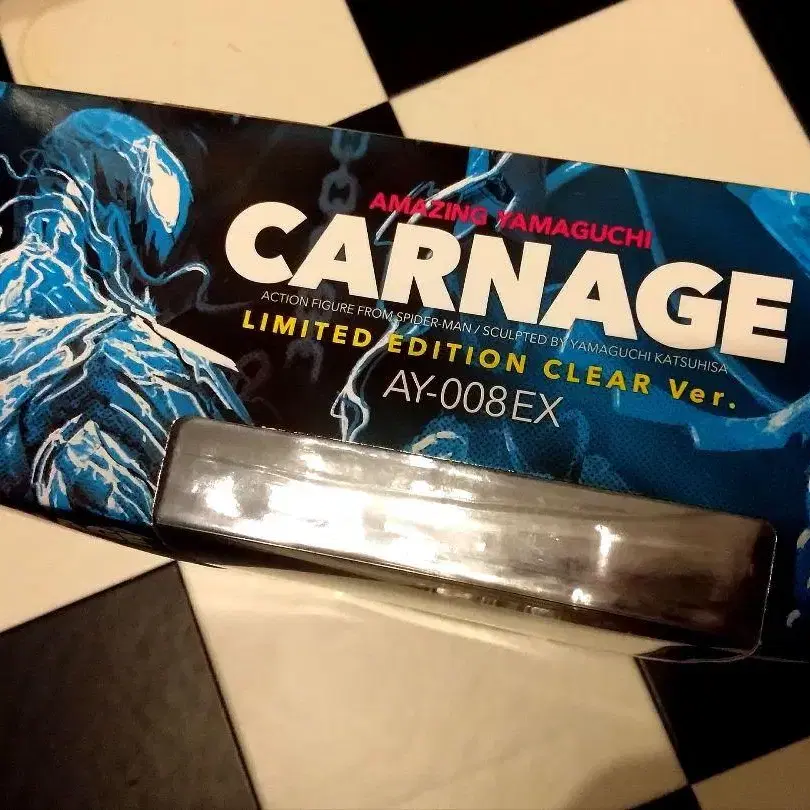 AMAZING YAMAGUCHI
CARNAGE
ACTION FIGURE FROM SPIDER-MAN / SCULPTED BY YAMAGUCHI KATSUHISA
LIMITED EDITION CLEAR Ver.
AY-008EX